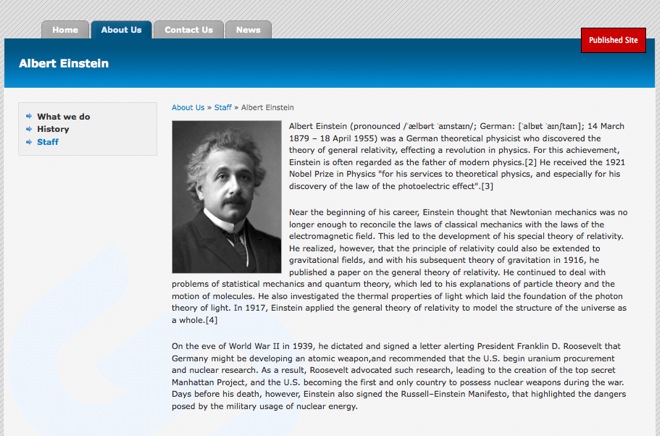 Home About Us Contact Us News
Published Site
Albert Einstein
What we do
History
Staff
About Us » Staff » Albert Einstein
Albert Einstein (pronounced /ˈælbərt ˈaɪnstaɪn/; German: [ˈalbɐt ˈaɪnʃtaɪn]; 14 March
1879 – 18 April 1955) was a German theoretical physicist who discovered the
theory of general relativity, effecting a revolution in physics. For this achievement,
Einstein is often regarded as the father of modern physics.[2] He received the 1921
Nobel Prize in Physics "for his services to theoretical physics, and especially for his
discovery of the law of the photoelectric effect".[3]
Near the beginning of his career, Einstein thought that Newtonian mechanics was no
longer enough to reconcile the laws of classical mechanics with the laws of the
electromagnetic field. This led to the development of his special theory of relativity.
He realized, however, that the principle of relativity could also be extended to
gravitational fields, and with his subsequent theory of gravitation in 1916, he
published a paper on the general theory of relativity. He continued to deal with
problems of statistical mechanics and quantum theory, which led to his explanations of particle theory and the
motion of molecules. He also investigated the thermal properties of light which laid the foundation of the photon
theory of light. In 1917, Einstein applied the general theory of relativity to model the structure of the universe as
a whole.[4]
On the eve of World War II in 1939, he dictated and signed a letter alerting President Franklin D. Roosevelt that
Germany might be developing an atomic weapon,and recommended that the U.S. begin uranium procurement
and nuclear research. As a result, Roosevelt advocated such research, leading to the creation of the top secret
Manhattan Project, and the U.S. becoming the first and only country to possess nuclear weapons during the war.
Days before his death, however, Einstein also signed the Russell–Einstein Manifesto, that highlighted the dangers
posed by the military usage of nuclear energy.